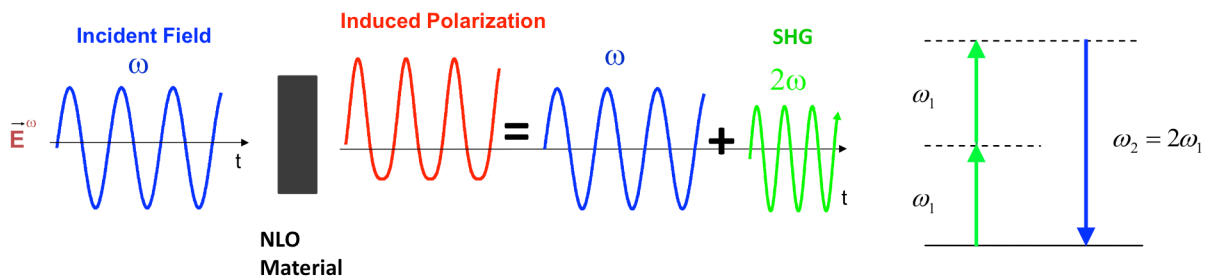 Incident Field
ω
E ω
t
NLO
Material
Induced Polarization
=
ω
+
SHG
2ω
t
ω₁
ω₁
ω₂ = 2ω₁